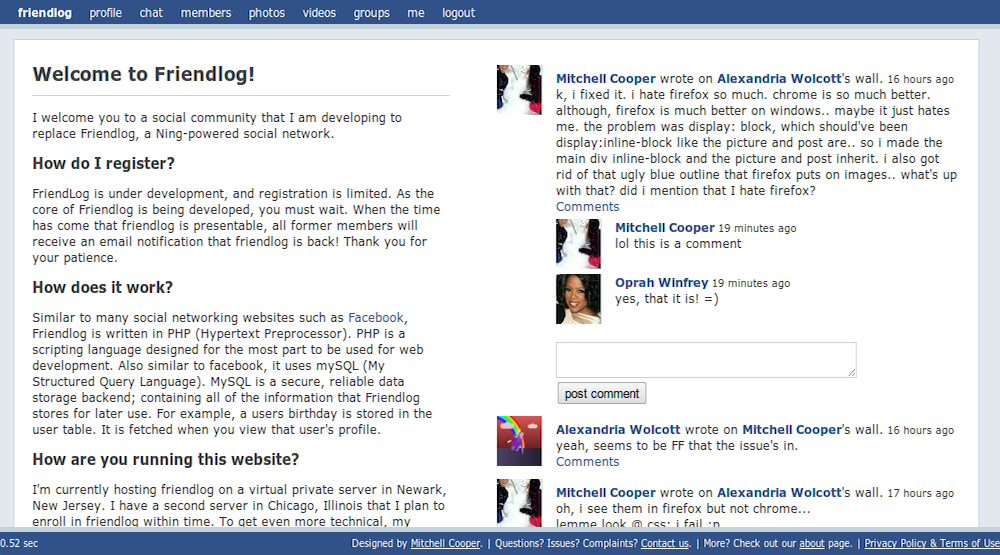 friendlog profile chat members photos videos groups me logout
Welcome to Friendlog!
I welcome you to a social community that I am developing to
replace Friendlog, a Ning-powered social network.
How do I register?
FriendLog is under development, and registration is limited. As the
core of Friendlog is being developed, you must wait. When the time
has come that friendlog is presentable, all former members will
receive an email notification that friendlog is back! Thank you for
your patience.
How does it work?
Similar to many social networking websites such as Facebook,
Friendlog is written in PHP (Hypertext Preprocessor). PHP is a
scripting language designed for the most part to be used for web
development. Also similar to facebook, it uses mySQL (My
Structured Query Language). MySQL is a secure, reliable data
storage backend; containing all of the information that Friendlog
stores for later use. For example, a users birthday is stored in the
user table. It is fetched when you view that user's profile.
How are you running this website?
I'm currently hosting friendlog on a virtual private server in Newark,
New Jersey. I have a second server in Chicago, Illinois that I plan to
enroll in friendlog within time. To get even more technical, my
Mitchell Cooper wrote on Alexandria Wolcott's wall. 16 hours ago
k, i fixed it. i hate firefox so much. chrome is so much better.
although, firefox is much better on windows.. maybe it just hates
me. the problem was display: block, which should've been
display:inline-block like the picture and post are.. so i made the
main div inline-block and the picture and post inherit. i also got
rid of that ugly blue outline that firefox puts on images.. what's up
with that? did i mention that I hate firefox?
Comments
Mitchell Cooper 19 minutes ago
lol this is a comment
Oprah Winfrey 19 minutes ago
yes, that it is! =)
post comment
Alexandria Wolcott wrote on Mitchell Cooper's wall. 16 hours ago
yeah, seems to be FF that the issue's in.
Comments
Mitchell Cooper wrote on Alexandria Wolcott's wall. 17 hours ago
oh, i see them in firefox but not chrome...
lemme look @ css; i fail :p
0.52 sec
Designed by Mitchell Cooper. | Questions? Issues? Complaints? Contact us. | More? Check out our about page. | Privacy Policy & Terms of Use